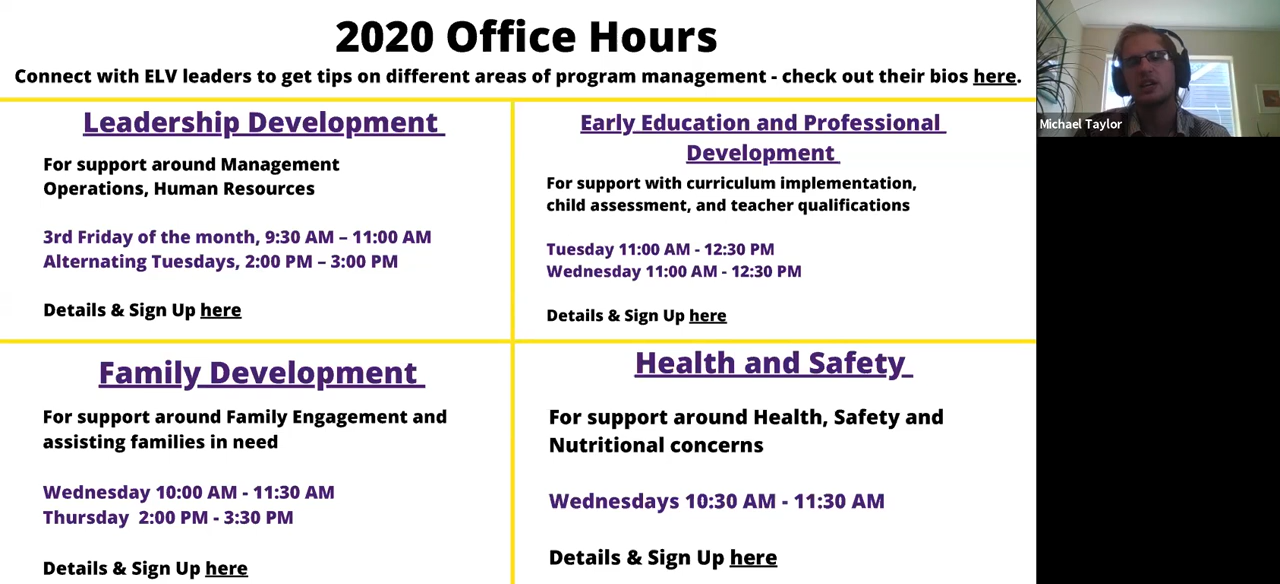 2020 Office Hours
Connect with ELV leaders to get tips on different areas of program management - check out their bios here.
Leadership Development
For support around Management
Operations, Human Resources
3rd Friday of the month, 9:30 AM – 11:00 AM
Alternating Tuesdays, 2:00 PM – 3:00 PM
Details & Sign Up here
Early Education and Professional
Development
For support with curriculum implementation,
child assessment, and teacher qualifications
Tuesday 11:00 AM - 12:30 PM
Wednesday 11:00 AM - 12:30 PM
Details & Sign Up here
Family Development
For support around Family Engagement and
assisting families in need
Wednesday 10:00 AM - 11:30 AM
Thursday 2:00 PM - 3:30 PM
Details & Sign Up here
Health and Safety
For support around Health, Safety and
Nutritional concerns
Wednesdays 10:30 AM - 11:30 AM
Details & Sign Up here
Michael Taylor